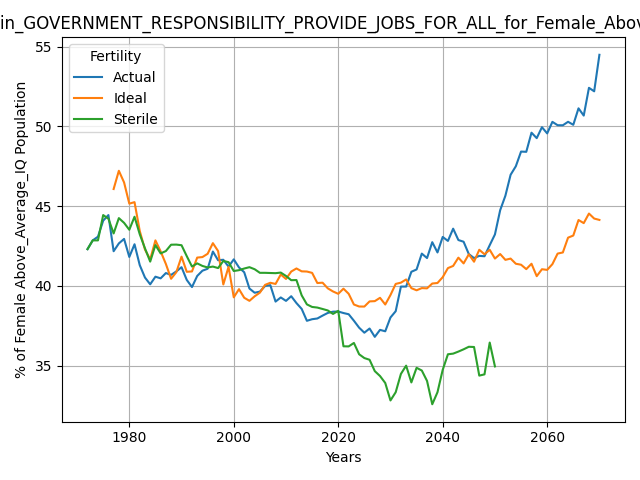 in_GOVERNMENT_RESPONSIBILITY_PROVIDE_JOBS_FOR_ALL_for_Female_Abov
Fertility
Actual
Ideal
Sterile
% of Female Above_Average_IQ Population
55
50
45
40
35
1980 2000 2020 2040 2060
Years